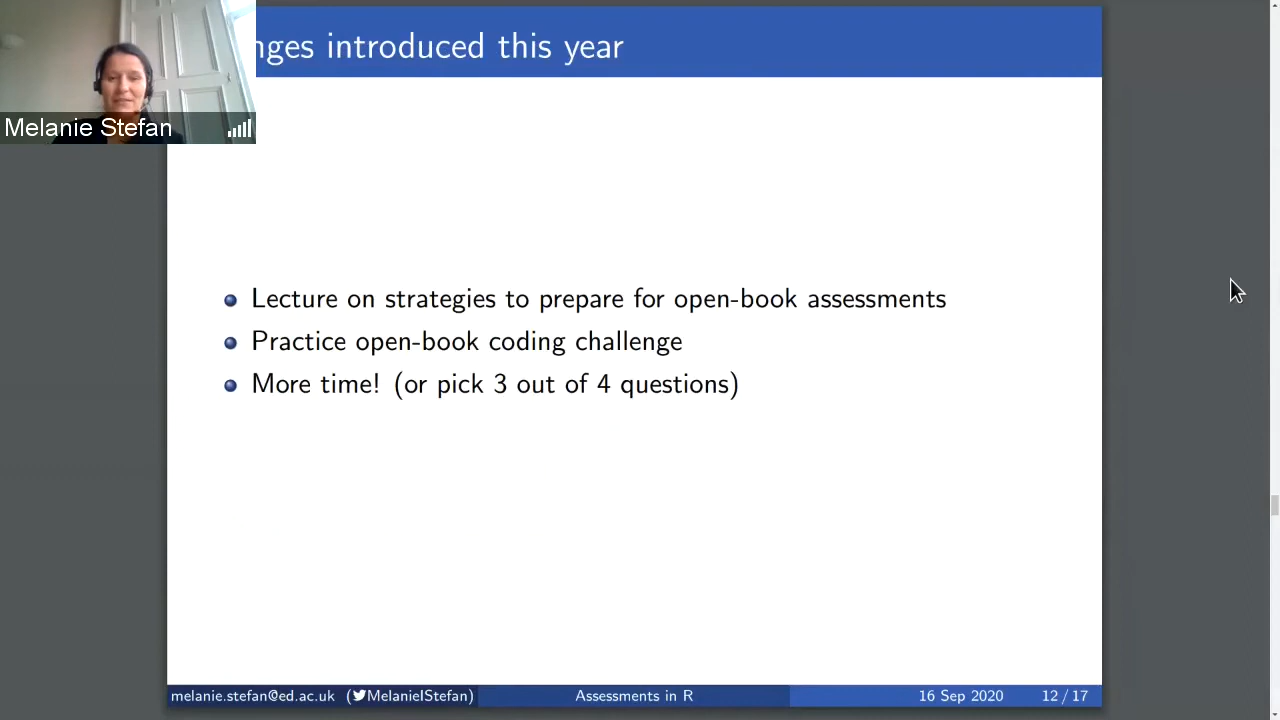 nges introduced this year
Melanie Stefan
Lecture on strategies to prepare for open-book assessments
Practice open-book coding challenge
More time! (or pick 3 out of 4 questions)
melanie.stefan@ed.ac.uk (MelanieIStefan) Assessments in R 16 Sep 2020 12 / 17